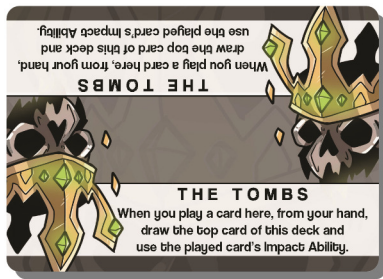 use the played card's Impact Ability.
draw the top card of this deck and
When you play a card here, from your hand,
THE TOMBS
THE TOMBS
When you play a card here, from your hand,
draw the top card of this deck and
use the played card's Impact Ability.